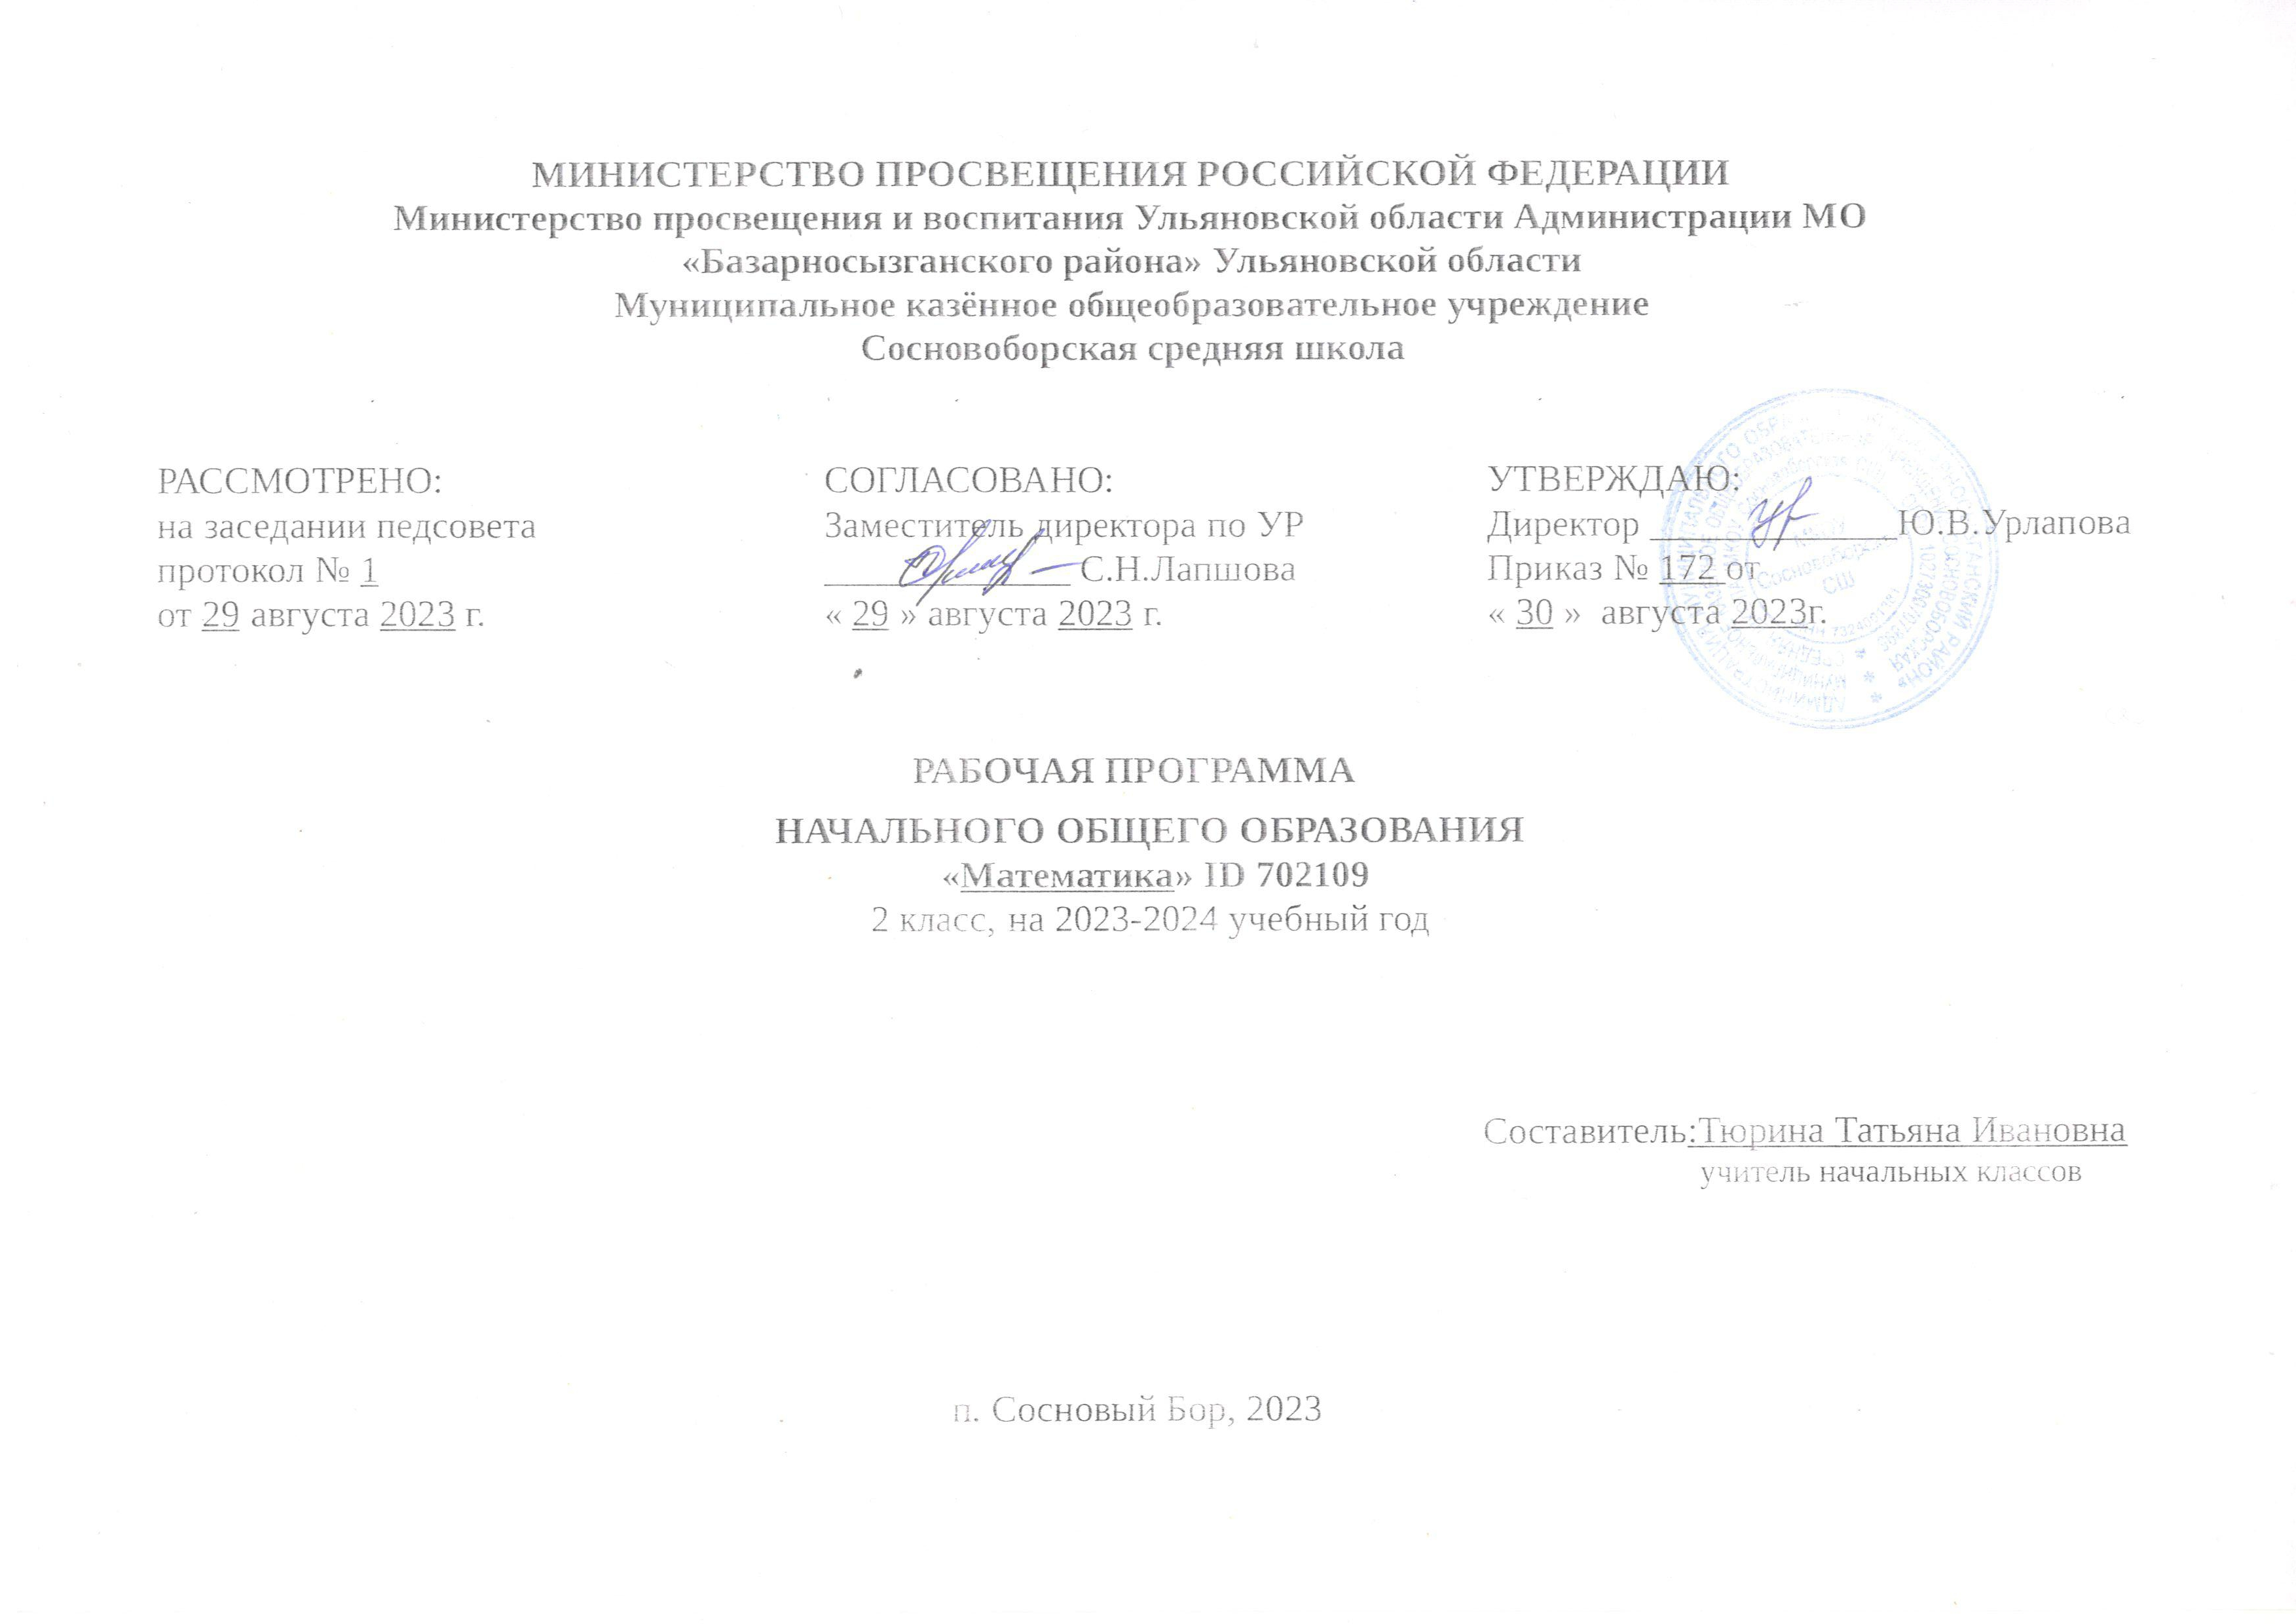 МИНИСТЕРСТВО ПРОСВЕЩЕНИЯ РОССИЙСКОЙ ФЕДЕРАЦИИ
Министерство просвещения и воспитания Ульяновской области Администрации МО
«Базарносызганского района» Ульяновской области
Муниципальное казённое общеобразовательное учреждение
Сосновоборская средняя школа
РАССМОТРЕНО:
на заседании педсовета
протокол № 1
от 29 августа 2023 г.
СОГЛАСОВАНО:
Заместитель директора по УР
_____________ С.Н.Лапшова
« 29 » августа 2023 г.
УТВЕРЖДАЮ:
Директор _____________Ю.В.Урлапова
Приказ № 172 от
« 30 » августа 2023г.
РАБОЧАЯ ПРОГРАММА
НАЧАЛЬНОГО ОБЩЕГО ОБРАЗОВАНИЯ
«Математика» ID 702109
2 класс, на 2023-2024 учебный год
Составитель:Тюрина Татьяна Ивановна
учитель начальных классов
п. Сосновый Бор, 2023